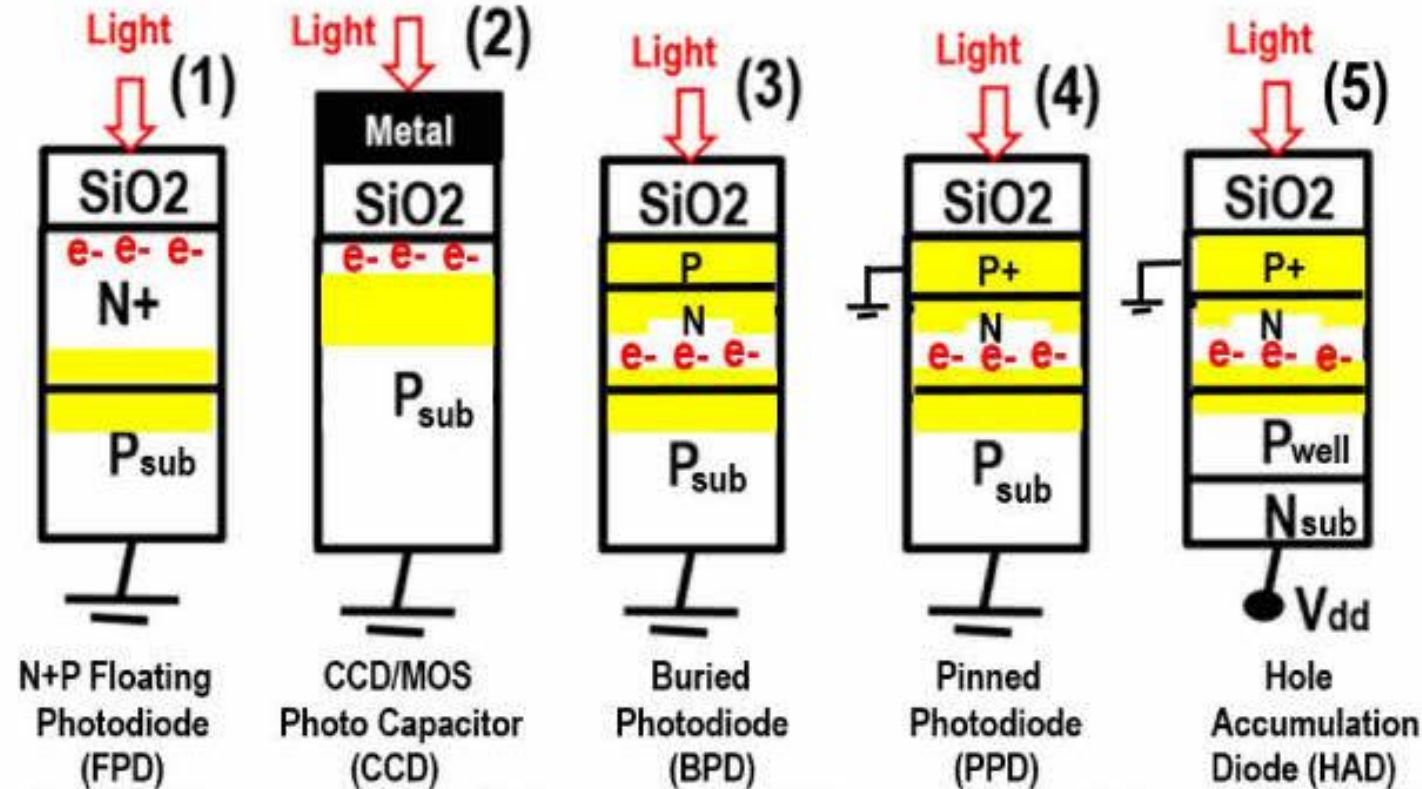 Light
(1)
SiO2
e- e- e-
N+
Psub
N+P Floating
Photodiode
(FPD)
Light
(2)
Metal
SiO2
e- e- e-
Psub
CCD/MOS
Photo Capacitor
(CCD)
Light
(3)
SiO2
P
N
e- e- e-
Psub
Buried
Photodiode
(BPD)
Light
(4)
SiO2
P+
N
e- e- e-
Psub
Pinned
Photodiode
(PPD)
Light
(5)
SiO2
P+
N
e- e- e-
Pwell
Nsub
Vdd
Hole
Accumulation
Diode (HAD)